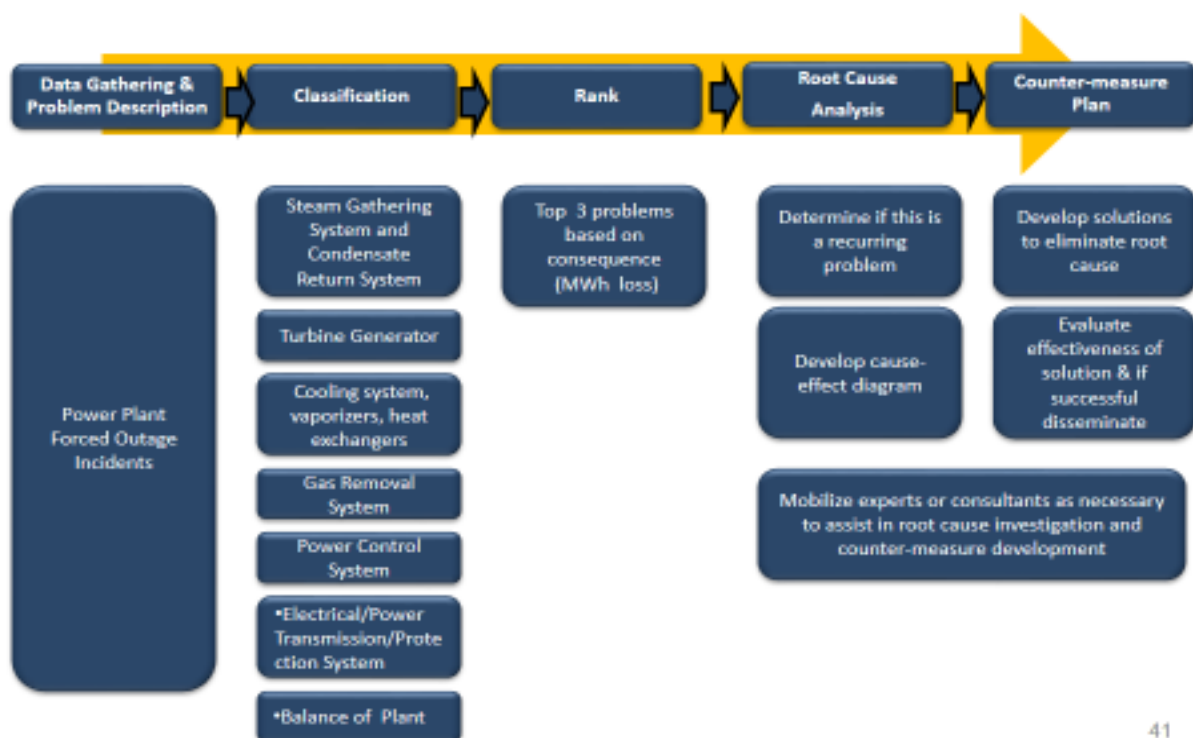 Data Gathering &
Problem Description
Classification
Rank
Root Cause
Analysis
Counter-measure
Plan
Power Plant
Forced Outage
Incidents
Steam Gathering
System and
Condensate
Return System
Turbine Generator
Cooling system,
vaporizers, heat
exchangers
Gas Removal
System
Power Control
System
•Electrical/Power
Transmission/Prote
ction System
•Balance of Plant
Top 3 problems
based on
consequence
(MWh loss)
Determine if this is
a recurring
problem
Develop cause-
effect diagram
Develop solutions
to eliminate root
cause
Evaluate
effectiveness of
solution & if
successful
disseminate
Mobilize experts or consultants as necessary
to assist in root cause investigation and
counter-measure development
41